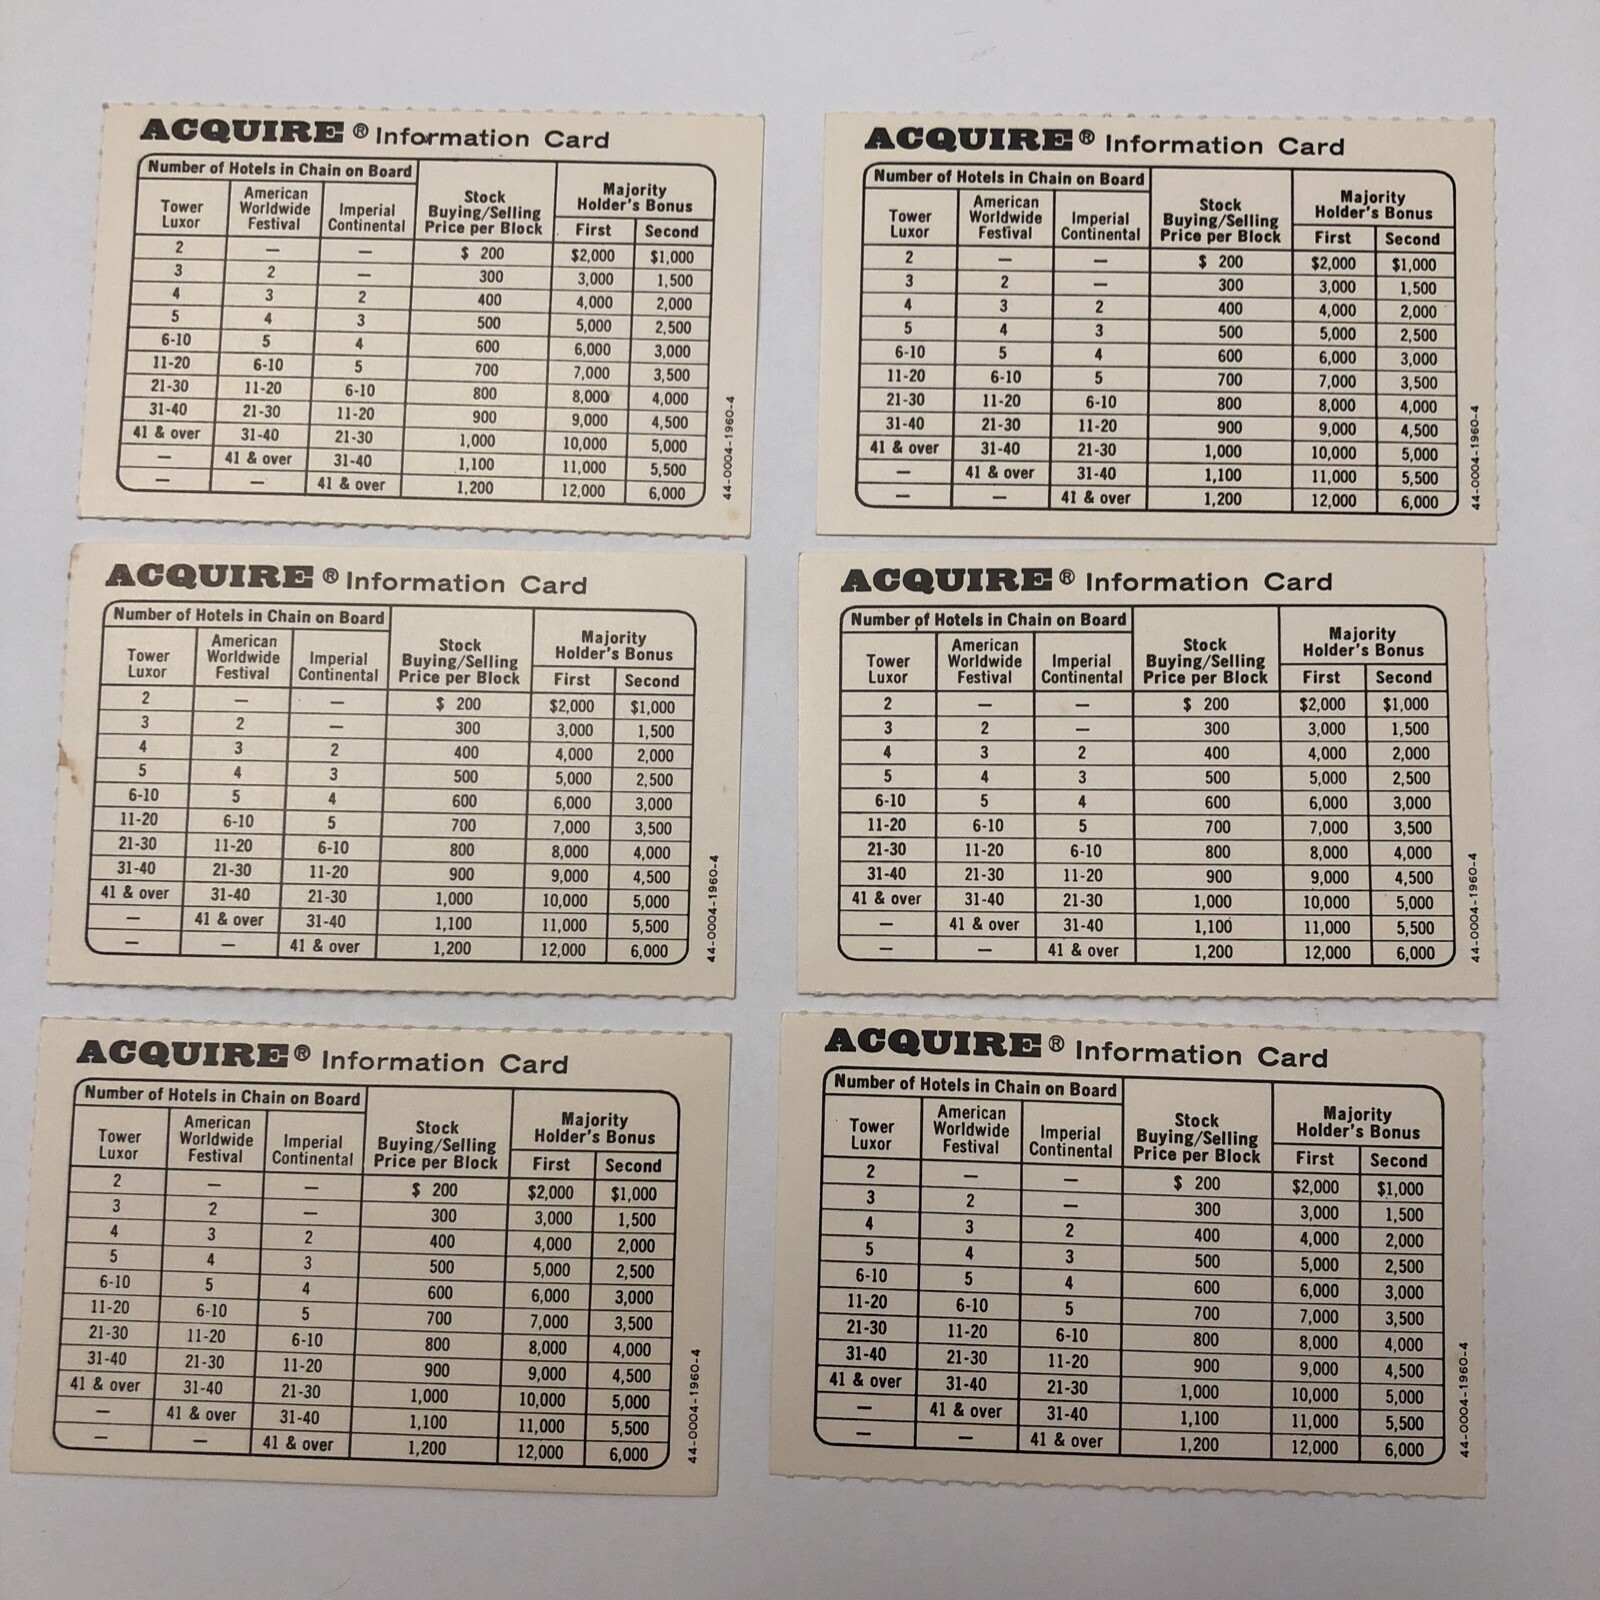 ACQUIRE ® Information Card
Number of Hotels in Chain on Board
Tower Luxor
American Worldwide Festival
Imperial Continental
Stock Buying/Selling Price per Block
Majority Holder's Bonus
First Second
2 — — $ 200 $2,000 $1,000
3 2 — 300 3,000 1,500
4 3 2 400 4,000 2,000
5 4 3 500 5,000 2,500
6-10 5 4 600 6,000 3,000
11-20 6-10 5 700 7,000 3,500
21-30 11-20 6-10 800 8,000 4,000
31-40 21-30 11-20 900 9,000 4,500
41 & over 31-40 21-30 1,000 10,000 5,000
— 41 & over 31-40 1,100 11,000 5,500
— — 41 & over 1,200 12,000 6,000
44-0004-1960-4
ACQUIRE ® Information Card
Number of Hotels in Chain on Board
Tower Luxor
American Worldwide Festival
Imperial Continental
Stock Buying/Selling Price per Block
Majority Holder's Bonus
First Second
2 — — $ 200 $2,000 $1,000
3 2 — 300 3,000 1,500
4 3 2 400 4,000 2,000
5 4 3 500 5,000 2,500
6-10 5 4 600 6,000 3,000
11-20 6-10 5 700 7,000 3,500
21-30 11-20 6-10 800 8,000 4,000
31-40 21-30 11-20 900 9,000 4,500
41 & over 31-40 21-30 1,000 10,000 5,000
— 41 & over 31-40 1,100 11,000 5,500
— — 41 & over 1,200 12,000 6,000
44-0004-1960-4
ACQUIRE ® Information Card
Number of Hotels in Chain on Board
Tower Luxor
American Worldwide Festival
Imperial Continental
Stock Buying/Selling Price per Block
Majority Holder's Bonus
First Second
2 — — $ 200 $2,000 $1,000
3 2 — 300 3,000 1,500
4 3 2 400 4,000 2,000
5 4 3 500 5,000 2,500
6-10 5 4 600 6,000 3,000
11-20 6-10 5 700 7,000 3,500
21-30 11-20 6-10 800 8,000 4,000
31-40 21-30 11-20 900 9,000 4,500
41 & over 31-40 21-30 1,000 10,000 5,000
— 41 & over 31-40 1,100 11,000 5,500
— — 41 & over 1,200 12,000 6,000
44-0004-1960-4
ACQUIRE ® Information Card
Number of Hotels in Chain on Board
Tower Luxor
American Worldwide Festival
Imperial Continental
Stock Buying/Selling Price per Block
Majority Holder's Bonus
First Second
2 — — $ 200 $2,000 $1,000
3 2 — 300 3,000 1,500
4 3 2 400 4,000 2,000
5 4 3 500 5,000 2,500
6-10 5 4 600 6,000 3,000
11-20 6-10 5 700 7,000 3,500
21-30 11-20 6-10 800 8,000 4,000
31-40 21-30 11-20 900 9,000 4,500
41 & over 31-40 21-30 1,000 10,000 5,000
— 41 & over 31-40 1,100 11,000 5,500
— — 41 & over 1,200 12,000 6,000
44-0004-1960-4
ACQUIRE ® Information Card
Number of Hotels in Chain on Board
Tower Luxor
American Worldwide Festival
Imperial Continental
Stock Buying/Selling Price per Block
Majority Holder's Bonus
First Second
2 — — $ 200 $2,000 $1,000
3 2 — 300 3,000 1,500
4 3 2 400 4,000 2,000
5 4 3 500 5,000 2,500
6-10 5 4 600 6,000 3,000
11-20 6-10 5 700 7,000 3,500
21-30 11-20 6-10 800 8,000 4,000
31-40 21-30 11-20 900 9,000 4,500
41 & over 31-40 21-30 1,000 10,000 5,000
— 41 & over 31-40 1,100 11,000 5,500
— — 41 & over 1,200 12,000 6,000
44-0004-1960-4
ACQUIRE ® Information Card
Number of Hotels in Chain on Board
Tower Luxor
American Worldwide Festival
Imperial Continental
Stock Buying/Selling Price per Block
Majority Holder's Bonus
First Second
2 — — $ 200 $2,000 $1,000
3 2 — 300 3,000 1,500
4 3 2 400 4,000 2,000
5 4 3 500 5,000 2,500
6-10 5 4 600 6,000 3,000
11-20 6-10 5 700 7,000 3,500
21-30 11-20 6-10 800 8,000 4,000
31-40 21-30 11-20 900 9,000 4,500
41 & over 31-40 21-30 1,000 10,000 5,000
— 41 & over 31-40 1,100 11,000 5,500
— — 41 & over 1,200 12,000 6,000
44-0004-1960-4